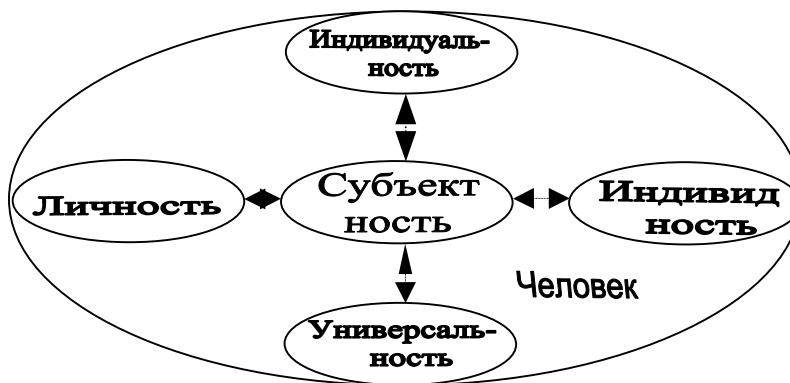 Индивидуаль-
ность
Личность
Субъект
ность
Индивид
ность
Человек
Универсаль-
ность